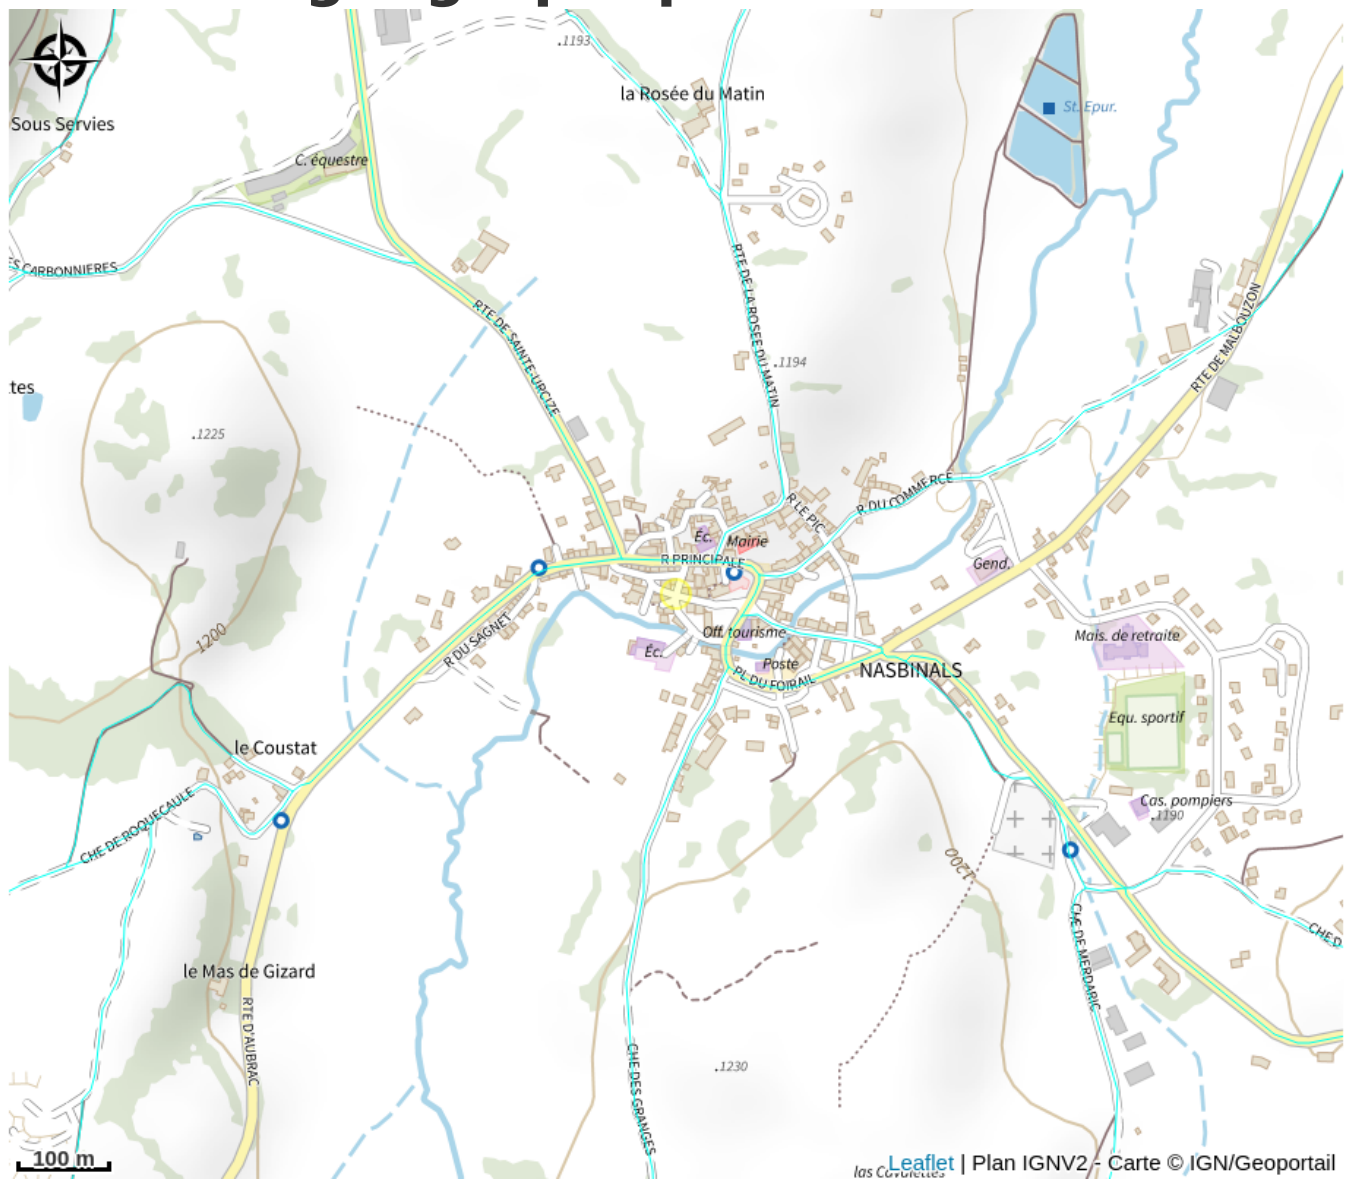 .1193
la Rosée du Matin
St. Epur.
Sous Servies
C. équestre
ES CARBONNIERES
RTE DE LA ROSEE DU MATIN
RTE DE SAINTE-URCIZE
RTE DE MALBOUZON
.1194
tes
.1225
R DU COMMERCE
R LE PIC
Éc.
Mairie
R PRINCIPALE
Gend.
1200
R DU SAGNET
Off. tourisme
Mais. de retraite
Éc.
Poste
NASBINALS
PL DU FOIRAIL
Equ. sportif
le Coustat
CHE DE ROQUECAULE
Cas. pompiers
.1190
1200
CHE D
CHE DE MERDARIC
le Mas de Gizard
RTE D'AUBRAC
CHE DES GRANGES
.1230
100 m
las Cavalettes
Leaflet | Plan IGNV2 - Carte © IGN/Geoportail